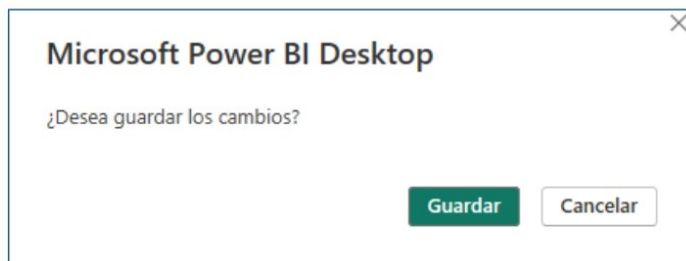 Microsoft Power BI Desktop
¿Desea guardar los cambios?
Guardar Cancelar